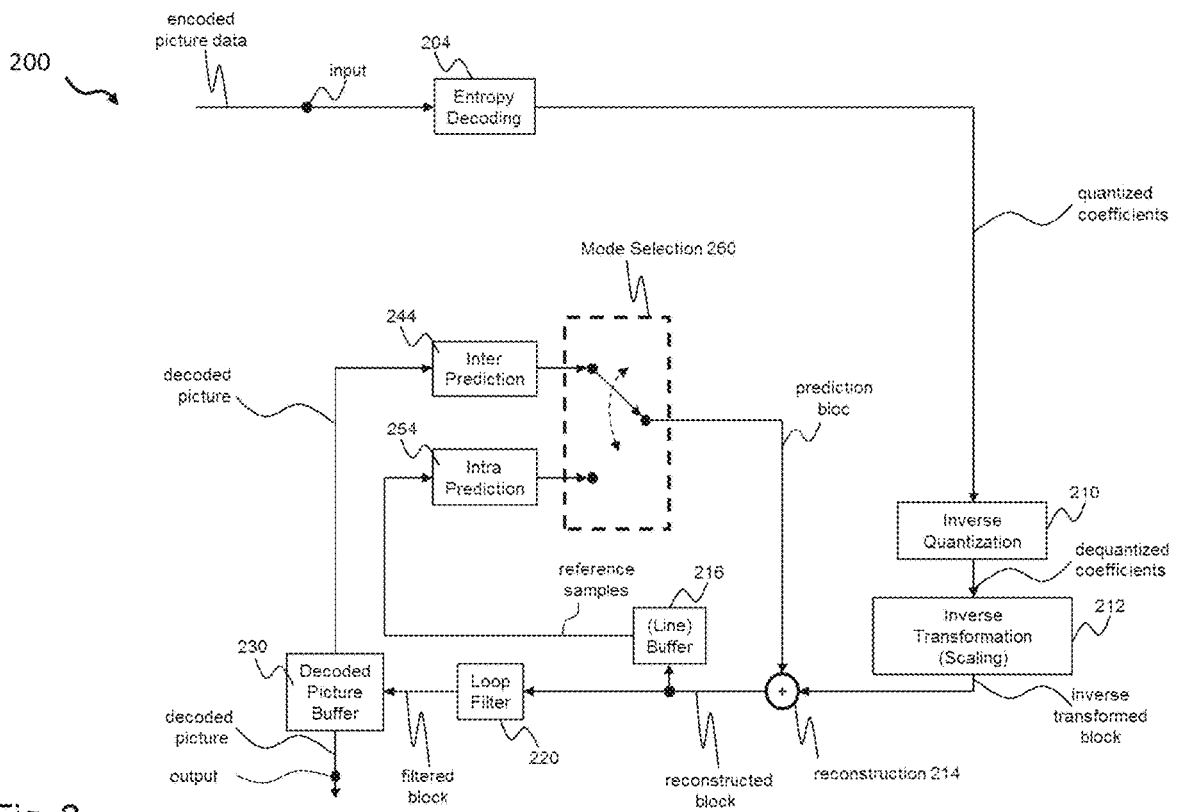 encoded
picture data
200
input
204
Entropy
Decoding
quantized
coefficients
Mode Selection 260
244
Inter
Prediction
decoded
picture
prediction
bloc
254
Intra
Prediction
210
Inverse
Quantization
dequantized
coefficients
reference
samples
216
(Line)
Buffer
212
Inverse
Transformation
(Scaling)
230
Decoded
Picture
Buffer
Loop
Filter
+
inverse
transformed
block
decoded
picture
220
output
filtered
block
reconstructed
block
reconstruction 214